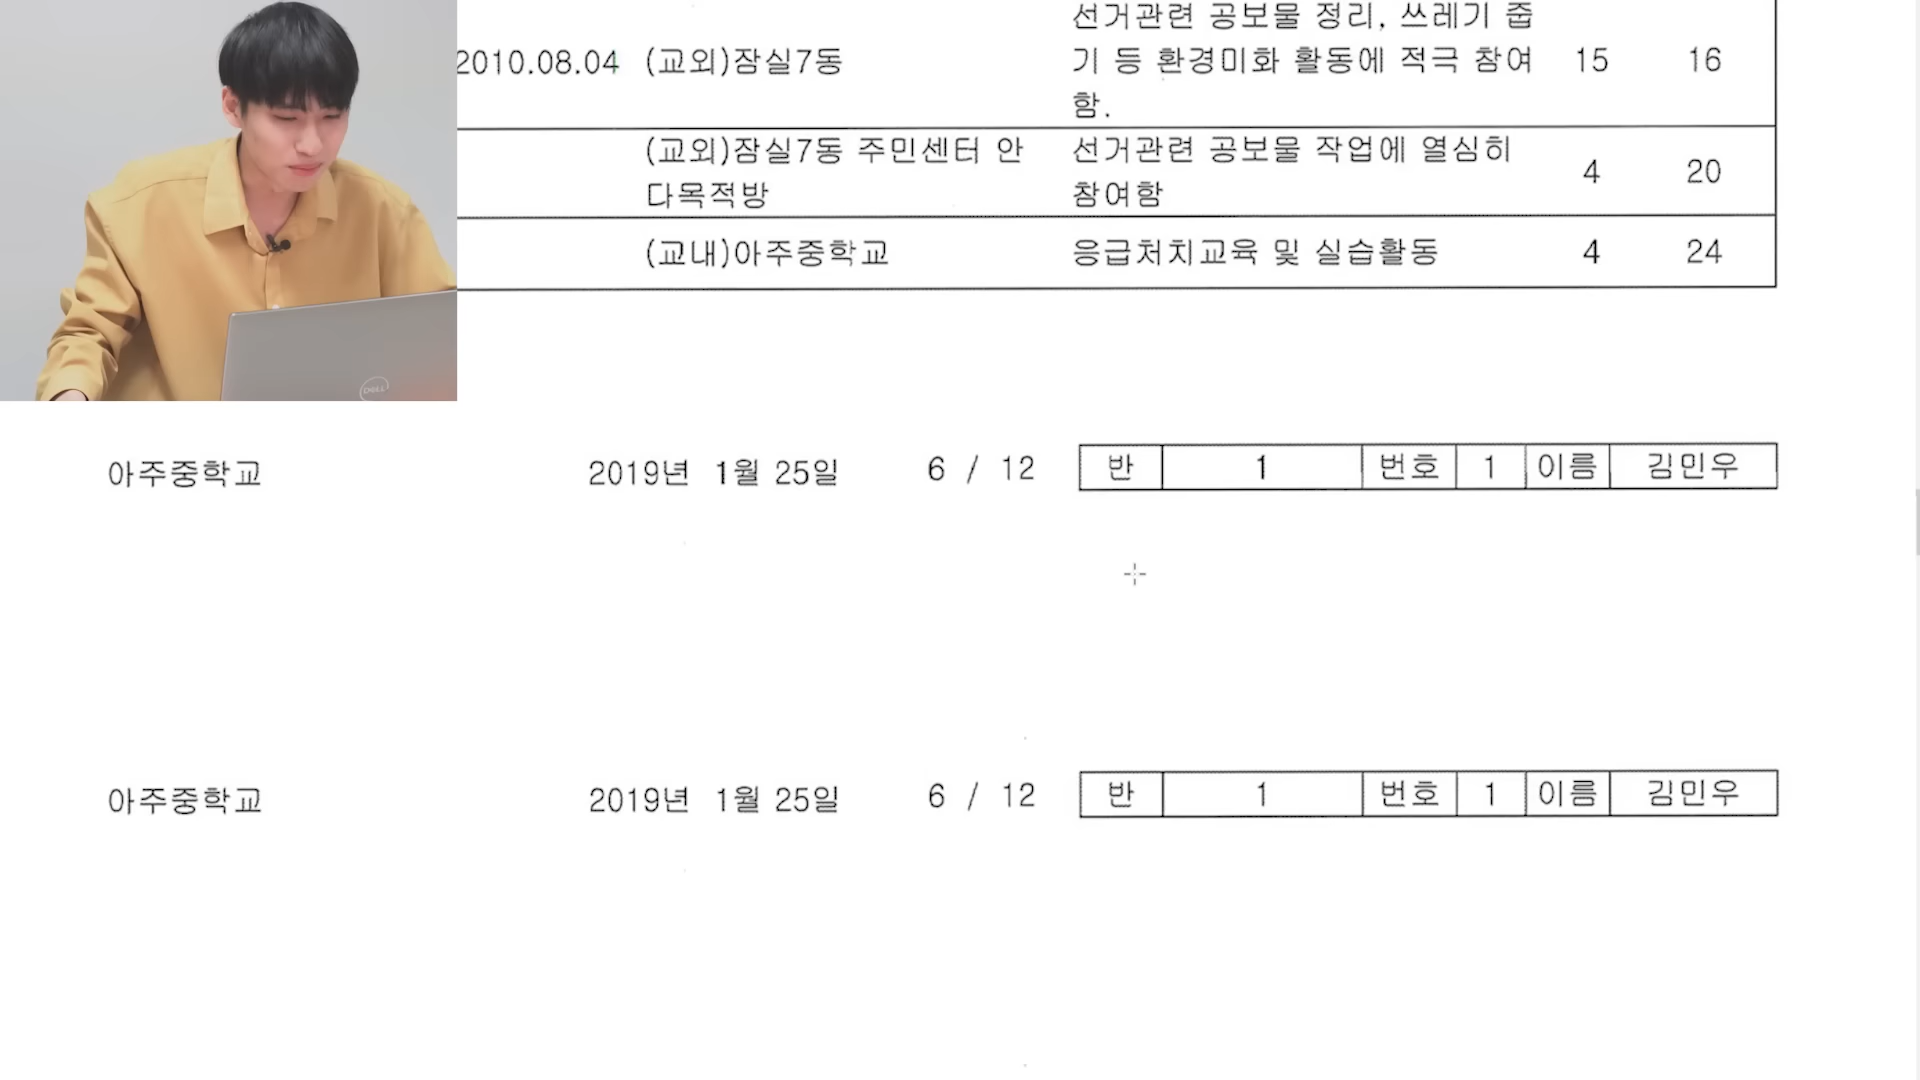 선거관련 공보물 정리, 쓰레기 줍
2010.08.04 (교외)잠실7동 기 등 환경미화 활동에 적극 참여 15 16
함.
(교외)잠실7동 주민센터 안 선거관련 공보물 작업에 열심히 4 20
다목적방 참여함
(교내)아주중학교 응급처치교육 및 실습활동 4 24
DELL
아주중학교 2019년 1월 25일 6 / 12 반 1 번호 1 이름 김민우
아주중학교 2019년 1월 25일 6 / 12 반 1 번호 1 이름 김민우